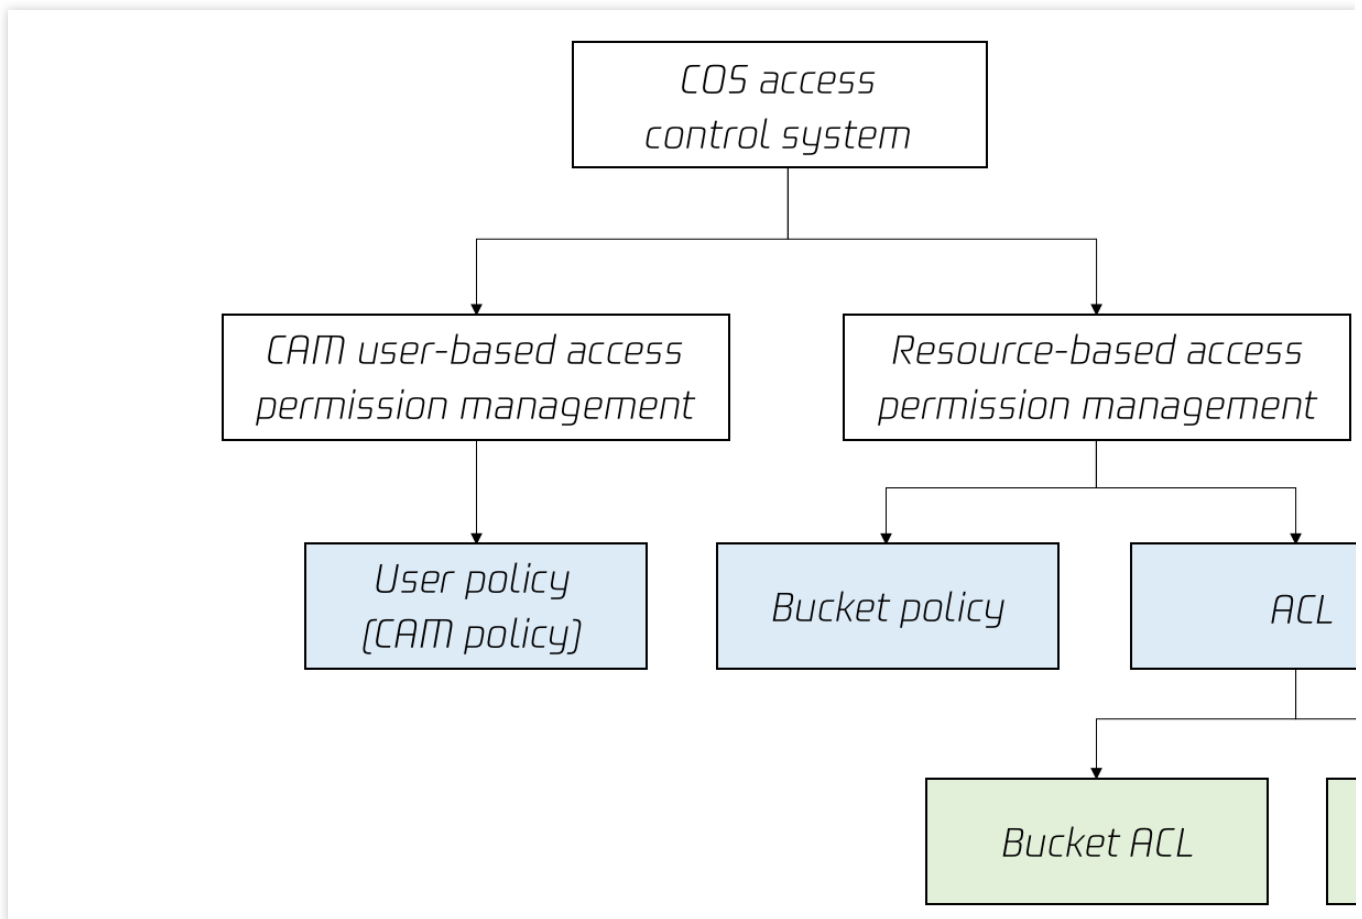 COS access
control system
CAM user-based access
permission management
Resource-based access
permission management
User policy
(CAM policy)
Bucket policy
ACL
Bucket ACL